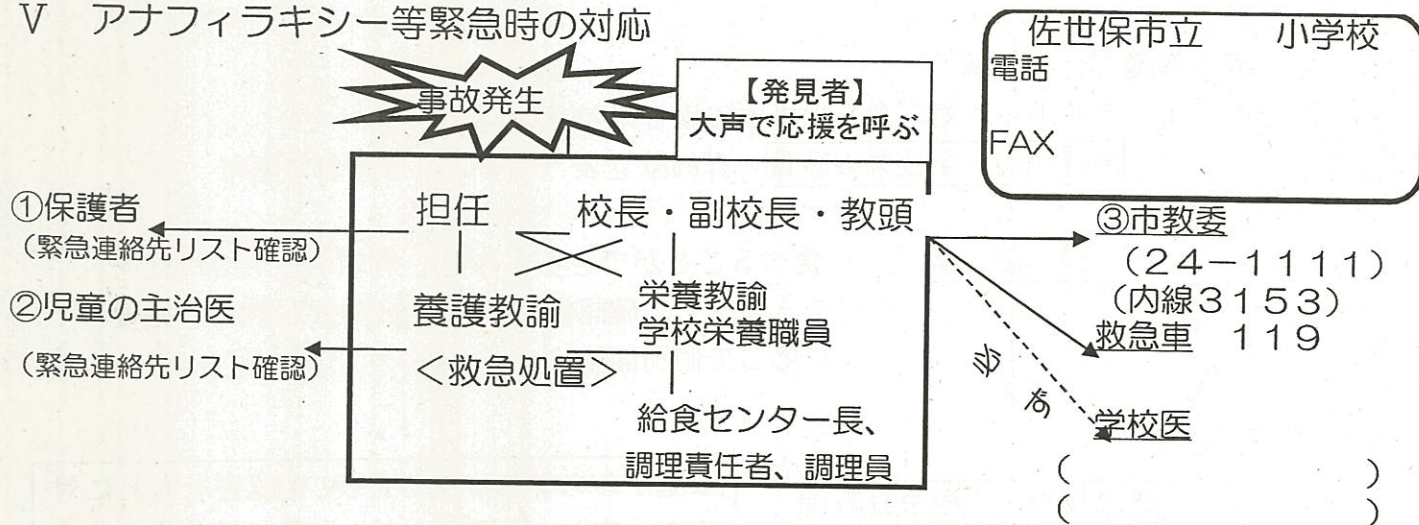 Ⅴ　アナフィラキシー等緊急時の対応
佐世保市立　　小学校
電話
FAX
事故発生
【発見者】
大声で応援を呼ぶ
①保護者
（緊急連絡先リスト確認）
②児童の主治医
（緊急連絡先リスト確認）
担任
校長・副校長・教頭
養護教諭
＜救急処置＞
栄養教諭
学校栄養職員
給食センター長、
調理責任者、調理員
③市教委
（２４－１１１１）
（内線３１５３）
救急車　１１９
必ず
学校医
（　　　　　　　　）
（　　　　　　　　）